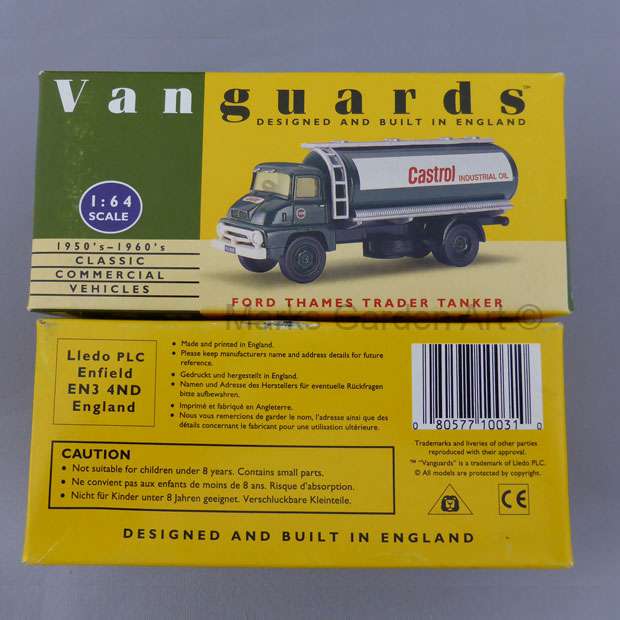 Vanguards™
DESIGNED AND BUILT IN ENGLAND
1:64
SCALE
Castrol INDUSTRIAL OIL
1950's–1960's
CLASSIC
COMMERCIAL
VEHICLES
FORD THAMES TRADER TANKER
Marks Garden Art ©
Lledo PLC
Enfield
EN3 4ND
England
• Made and printed in England.
• Please keep manufacturers name and address details for future
reference.
• Gedruckt und hergestellt in England.
• Namen und Adresse des Herstellers für eventuelle Rückfragen
bitte aufbewahren.
• Imprimé et fabriqué en Angleterre.
• Nous vous remercions de garder le nom, l'adresse ainsi que des
détails concernant le fabricant pour une utilisation ultérieure.
0 80577 10031 0
Trademarks and liveries of other parties
reproduced with their approval.
™ "Vanguards" is a trademark of Lledo PLC.
© All models are protected by copyright.
CAUTION
• Not suitable for children under 8 years. Contains small parts.
• Ne convient pas aux enfants de moins de 8 ans. Risque d'absorption.
• Nicht für Kinder unter 8 Jahren geeignet. Verschluckbare Kleinteile.
CE
DESIGNED AND BUILT IN ENGLAND